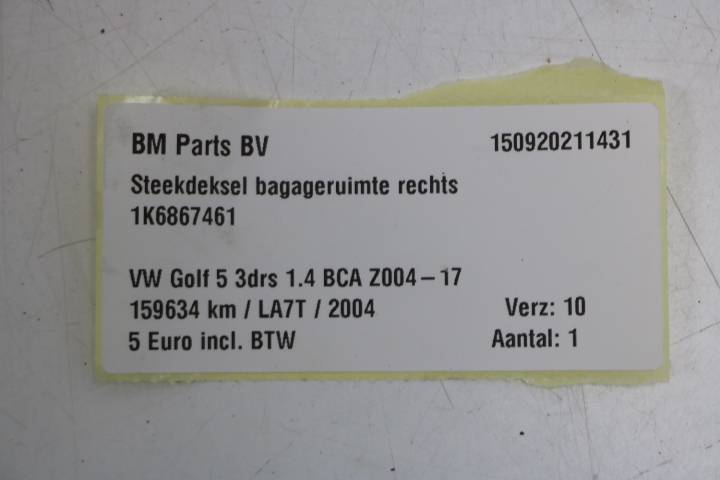 BM Parts BV 150920211431
Steekdeksel bagageruimte rechts
1K6867461
VW Golf 5 3drs 1.4 BCA Z004-17
159634 km / LA7T / 2004 Verz: 10
5 Euro incl. BTW Aantal: 1